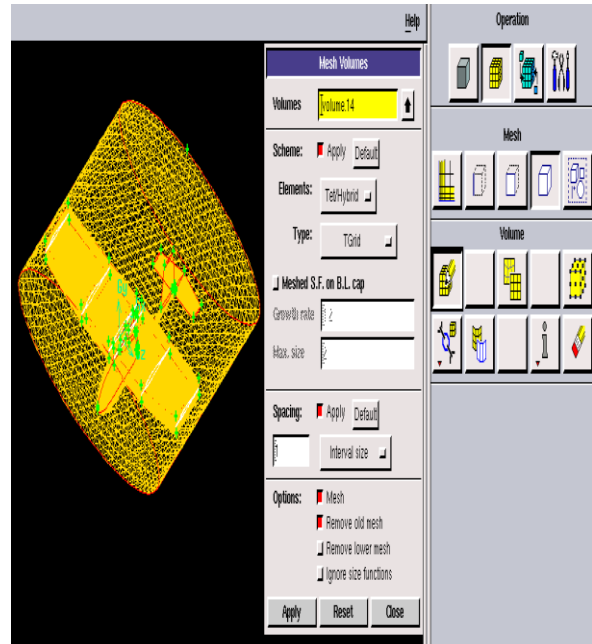 Help
Operation
Mesh Volumes
Volumes
volume.14
Scheme: Apply Default
Elements: Tet/Hybrid
Type: TGrid
Meshed S.F. on B.L. cap
Growth rate
Max. size
Spacing: Apply Default
Interval size
Options: Mesh
Remove old mesh
Remove lower mesh
Ignore size functions
Apply Reset Close
Mesh
Volume